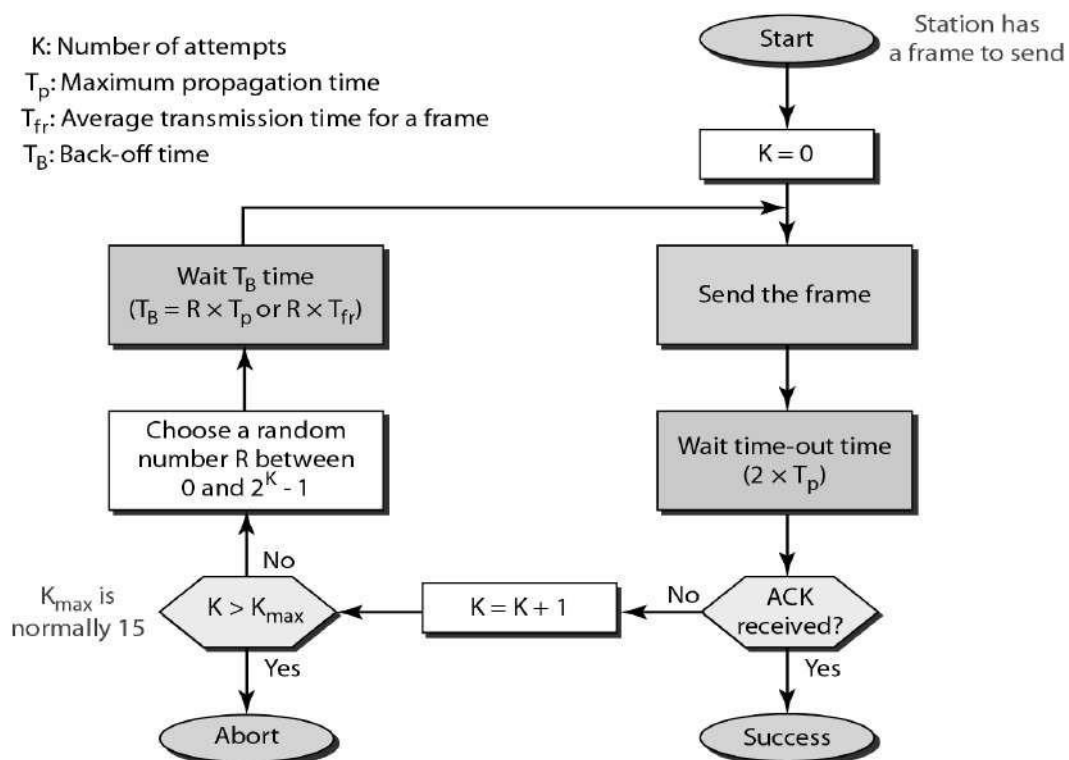 K: Number of attempts
Tp: Maximum propagation time
Tfr: Average transmission time for a frame
TB: Back-off time
Start
Station has
a frame to send
K = 0
Wait TB time
(TB = R × Tp or R × Tfr)
Send the frame
Choose a random
number R between
0 and 2^K - 1
Wait time-out time
(2 × Tp)
No
Kmax is
normally 15
K > Kmax
K = K + 1
No
ACK
received?
Yes
Yes
Abort
Success